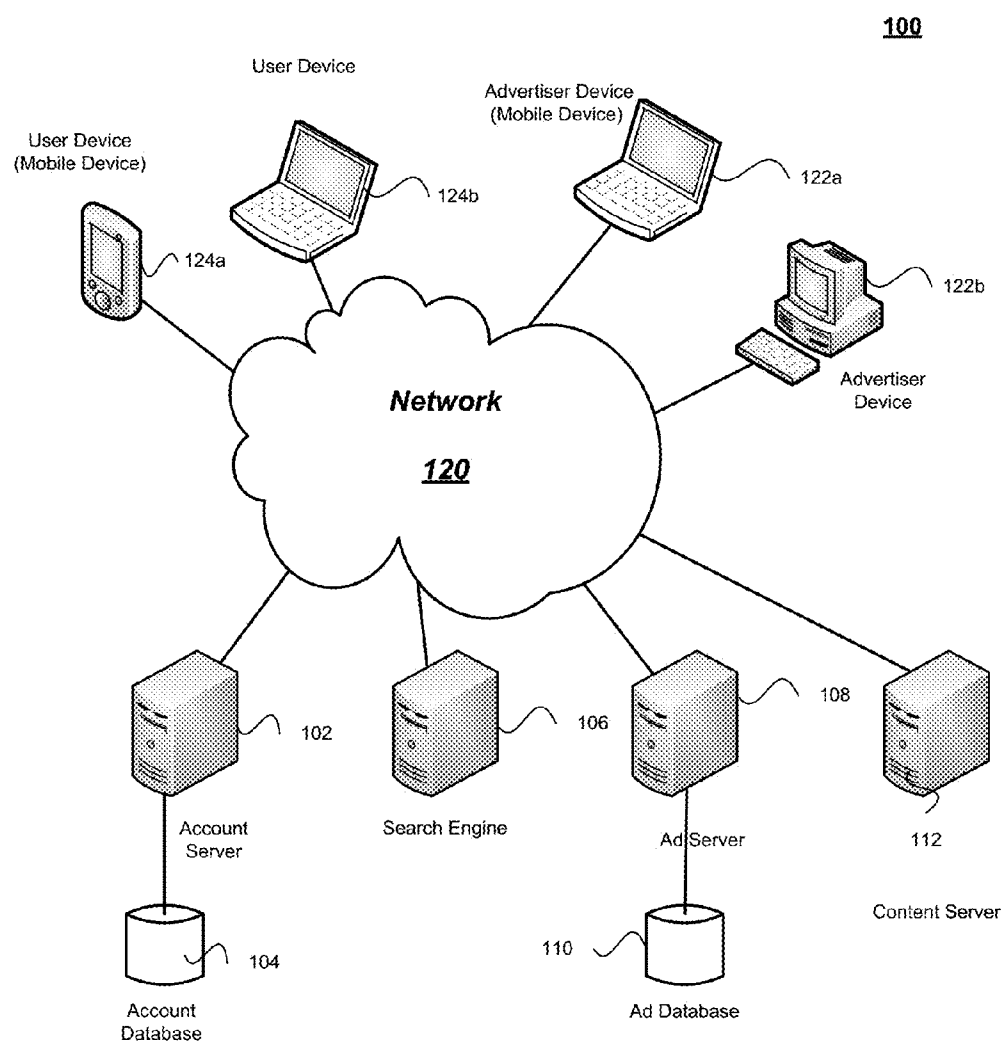 100
User Device
Advertiser Device
(Mobile Device)
User Device
(Mobile Device)
124b
122a
124a
122b
Advertiser
Device
Network
120
102
106
108
Account
Server
Search Engine
Ad Server
112
Content Server
104
110
Account
Database
Ad Database